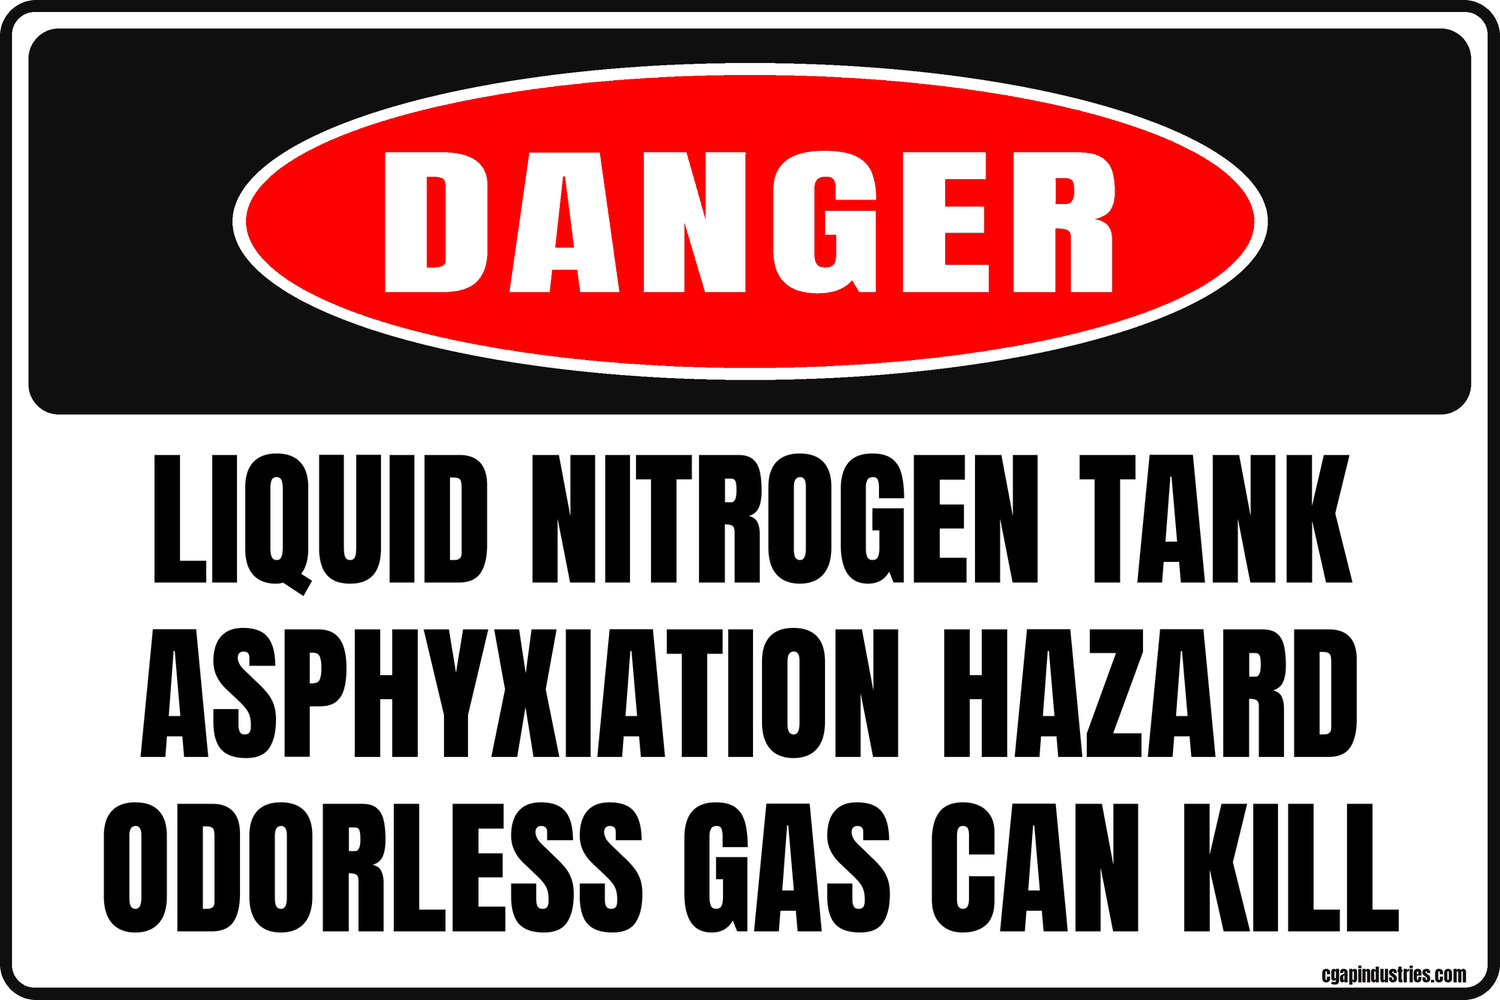 DANGER
LIQUID NITROGEN TANK
ASPHYXIATION HAZARD
ODORLESS GAS CAN KILL
cgapindustries.com